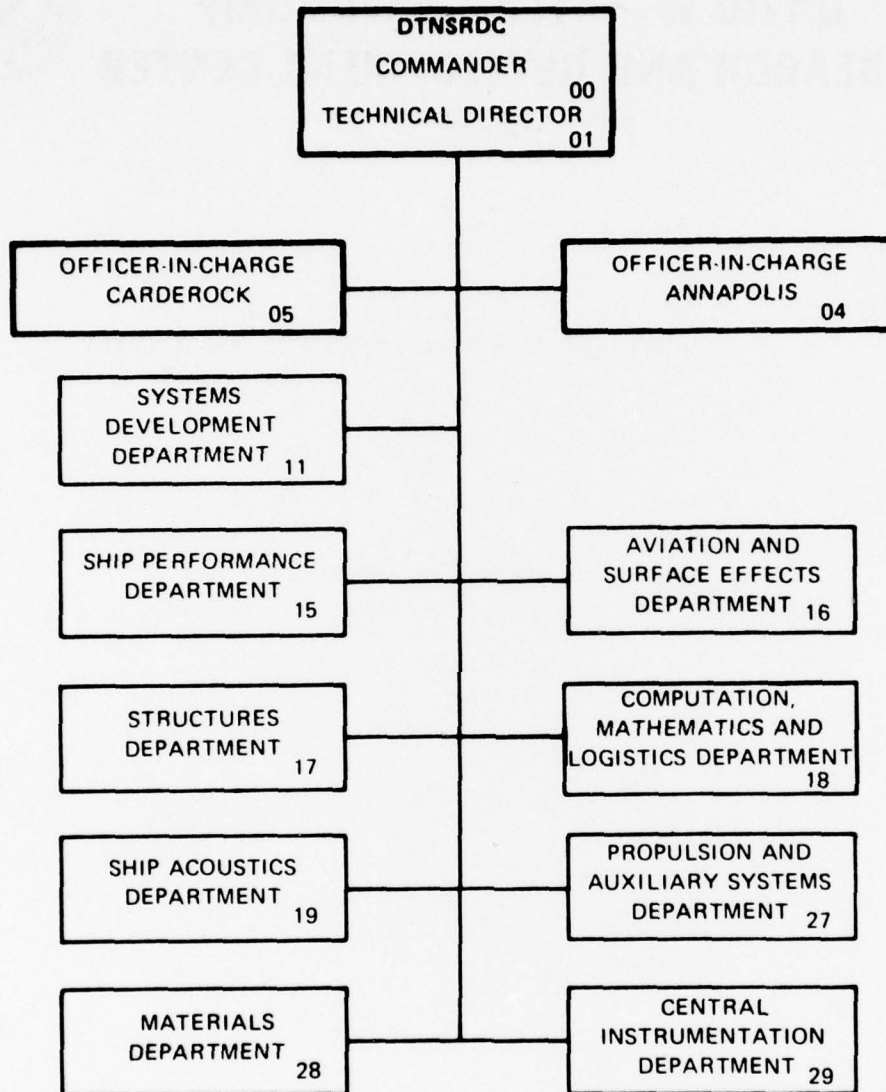 DTNSRDC
COMMANDER
00
TECHNICAL DIRECTOR
01
OFFICER-IN-CHARGE
CARDEROCK
05
OFFICER-IN-CHARGE
ANNAPOLIS
04
SYSTEMS
DEVELOPMENT
DEPARTMENT
11
SHIP PERFORMANCE
DEPARTMENT
15
AVIATION AND
SURFACE EFFECTS
DEPARTMENT
16
STRUCTURES
DEPARTMENT
17
COMPUTATION,
MATHEMATICS AND
LOGISTICS DEPARTMENT
18
SHIP ACOUSTICS
DEPARTMENT
19
PROPULSION AND
AUXILIARY SYSTEMS
DEPARTMENT
27
MATERIALS
DEPARTMENT
28
CENTRAL
INSTRUMENTATION
DEPARTMENT
29